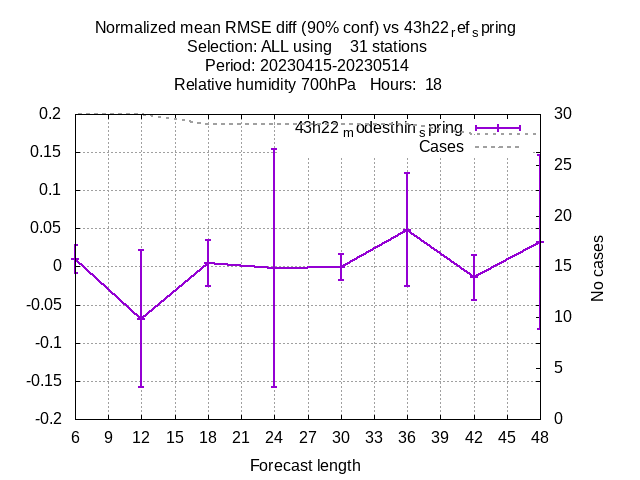 Normalized mean RMSE diff (90% conf) vs 43h22ref spring
Selection: ALL using 31 stations
Period: 20230415-20230514
Relative humidity 700hPa Hours: 18
0.2
0.15
0.1
0.05
0
-0.05
-0.1
-0.15
-0.2
43h22modesthinspring
Cases
30
25
20
15
10
5
0
No cases
6 9 12 15 18 21 24 27 30 33 36 39 42 45 48
Forecast length